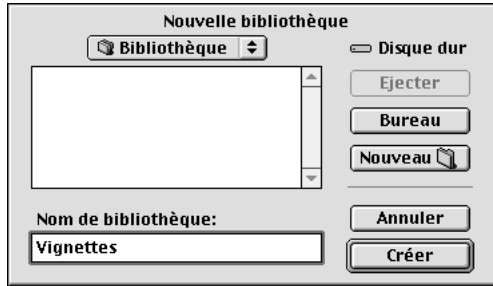 Nouvelle bibliothèque
Bibliothèque
Disque dur
Ejecter
Bureau
Nouveau
Nom de bibliothèque:
Annuler
Vignettes
Créer